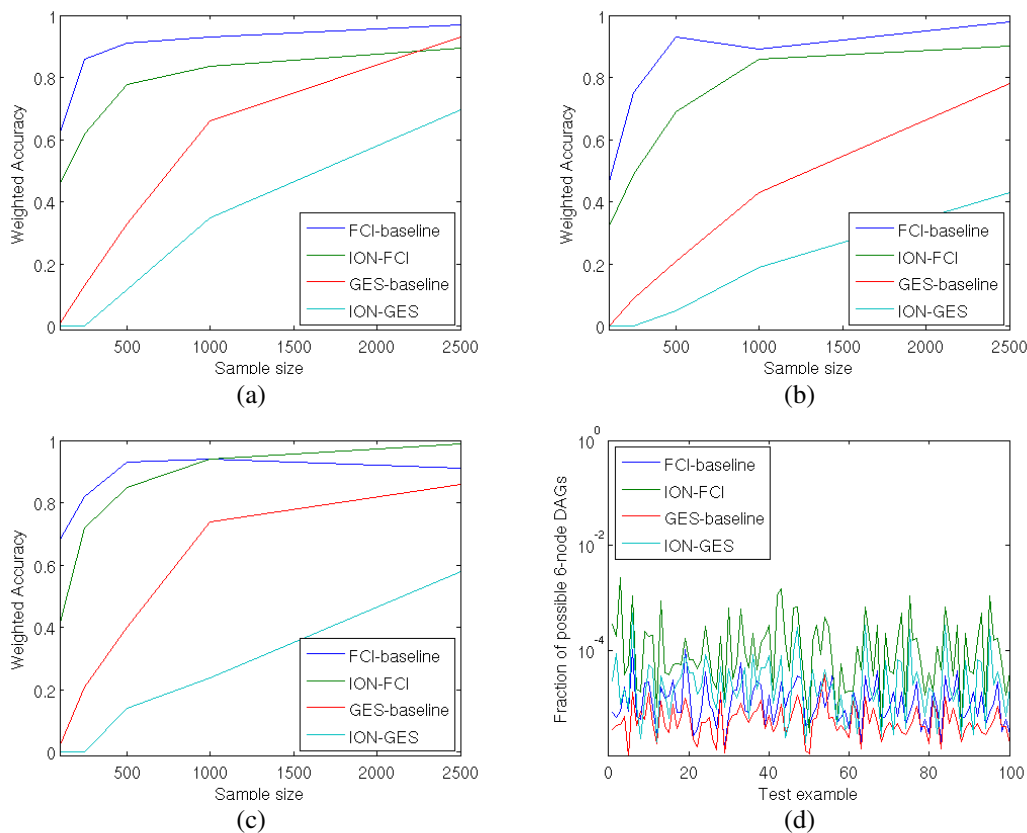 1
0.8
0.6
0.4
0.2
0
Weighted Accuracy
FCI-baseline
ION-FCI
GES-baseline
ION-GES
500 1000 1500 2000 2500
Sample size
(a)
1
0.8
0.6
0.4
0.2
0
Weighted Accuracy
FCI-baseline
ION-FCI
GES-baseline
ION-GES
500 1000 1500 2000 2500
Sample size
(b)
1
0.8
0.6
0.4
0.2
0
Weighted Accuracy
FCI-baseline
ION-FCI
GES-baseline
ION-GES
500 1000 1500 2000 2500
Sample size
(c)
10^0
10^-2
10^-4
Fraction of possible 6-node DAGs
FCI-baseline
ION-FCI
GES-baseline
ION-GES
0 20 40 60 80 100
Test example
(d)